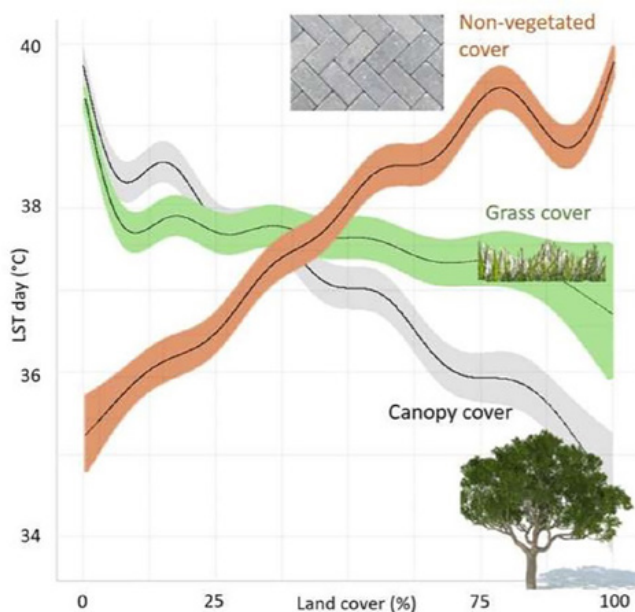 Non-vegetated
cover
40
38
36
34
LST day (°C)
Grass cover
Canopy cover
0
25
Land cover (%)
75
100